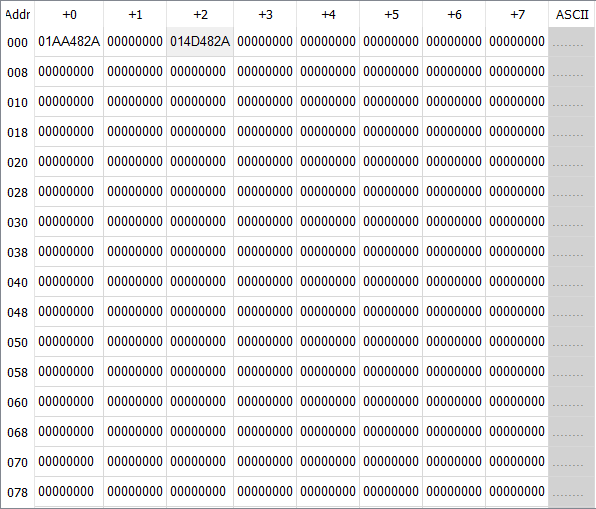 Addr +0 +1 +2 +3 +4 +5 +6 +7 ASCII
000 01AA482A 00000000 014D482A 00000000 00000000 00000000 00000000 00000000 ........
008 00000000 00000000 00000000 00000000 00000000 00000000 00000000 00000000 ........
010 00000000 00000000 00000000 00000000 00000000 00000000 00000000 00000000 ........
018 00000000 00000000 00000000 00000000 00000000 00000000 00000000 00000000 ........
020 00000000 00000000 00000000 00000000 00000000 00000000 00000000 00000000 ........
028 00000000 00000000 00000000 00000000 00000000 00000000 00000000 00000000 ........
030 00000000 00000000 00000000 00000000 00000000 00000000 00000000 00000000 ........
038 00000000 00000000 00000000 00000000 00000000 00000000 00000000 00000000 ........
040 00000000 00000000 00000000 00000000 00000000 00000000 00000000 00000000 ........
048 00000000 00000000 00000000 00000000 00000000 00000000 00000000 00000000 ........
050 00000000 00000000 00000000 00000000 00000000 00000000 00000000 00000000 ........
058 00000000 00000000 00000000 00000000 00000000 00000000 00000000 00000000 ........
060 00000000 00000000 00000000 00000000 00000000 00000000 00000000 00000000 ........
068 00000000 00000000 00000000 00000000 00000000 00000000 00000000 00000000 ........
070 00000000 00000000 00000000 00000000 00000000 00000000 00000000 00000000 ........
078 00000000 00000000 00000000 00000000 00000000 00000000 00000000 00000000 ........